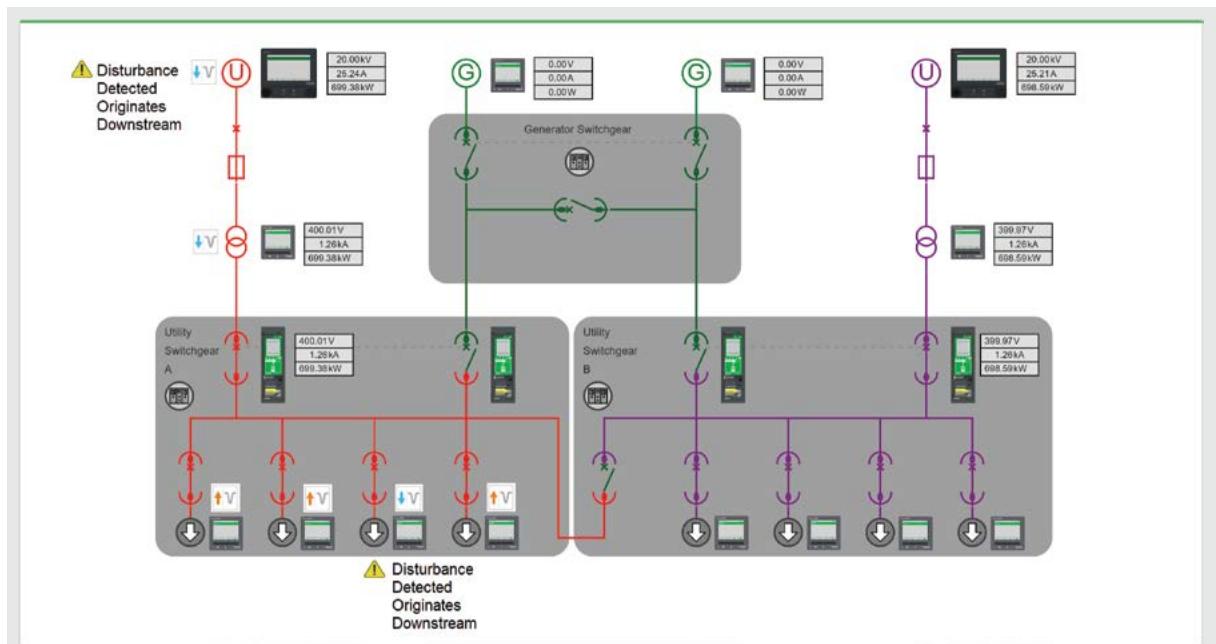 Disturbance
Detected
Originates
Downstream
U
20.00kV
25.24A
699.38kW
G
0.00V
0.00A
0.00W
G
0.00V
0.00A
0.00W
U
20.00kV
25.21A
698.59kW
Generator Switchgear
400.01V
1.26kA
699.38kW
399.97V
1.26kA
698.59kW
Utility
Switchgear
A
400.01V
1.26kA
699.38kW
Utility
Switchgear
B
399.97V
1.26kA
698.59kW
Disturbance
Detected
Originates
Downstream